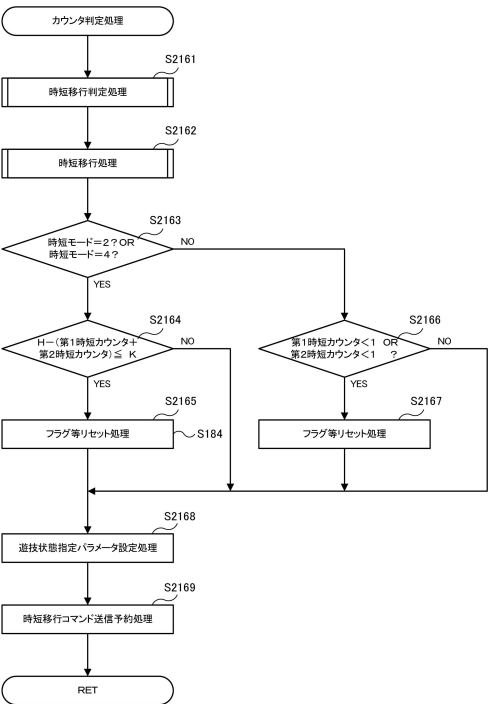 カウンタ判定処理
S2161
時短移行判定処理
S2162
時短移行処理
S2163
時短モード=2?OR
時短モード=4?
NO
YES
S2164
H-(第1時短カウンタ+
第2時短カウンタ)≦ K
NO
YES
S2166
第1時短カウンタ<1 OR
第2時短カウンタ<1 ?
NO
YES
S2165
フラグ等リセット処理
S184
S2167
フラグ等リセット処理
S2168
遊技状態指定パラメータ設定処理
S2169
時短移行コマンド送信予約処理
RET